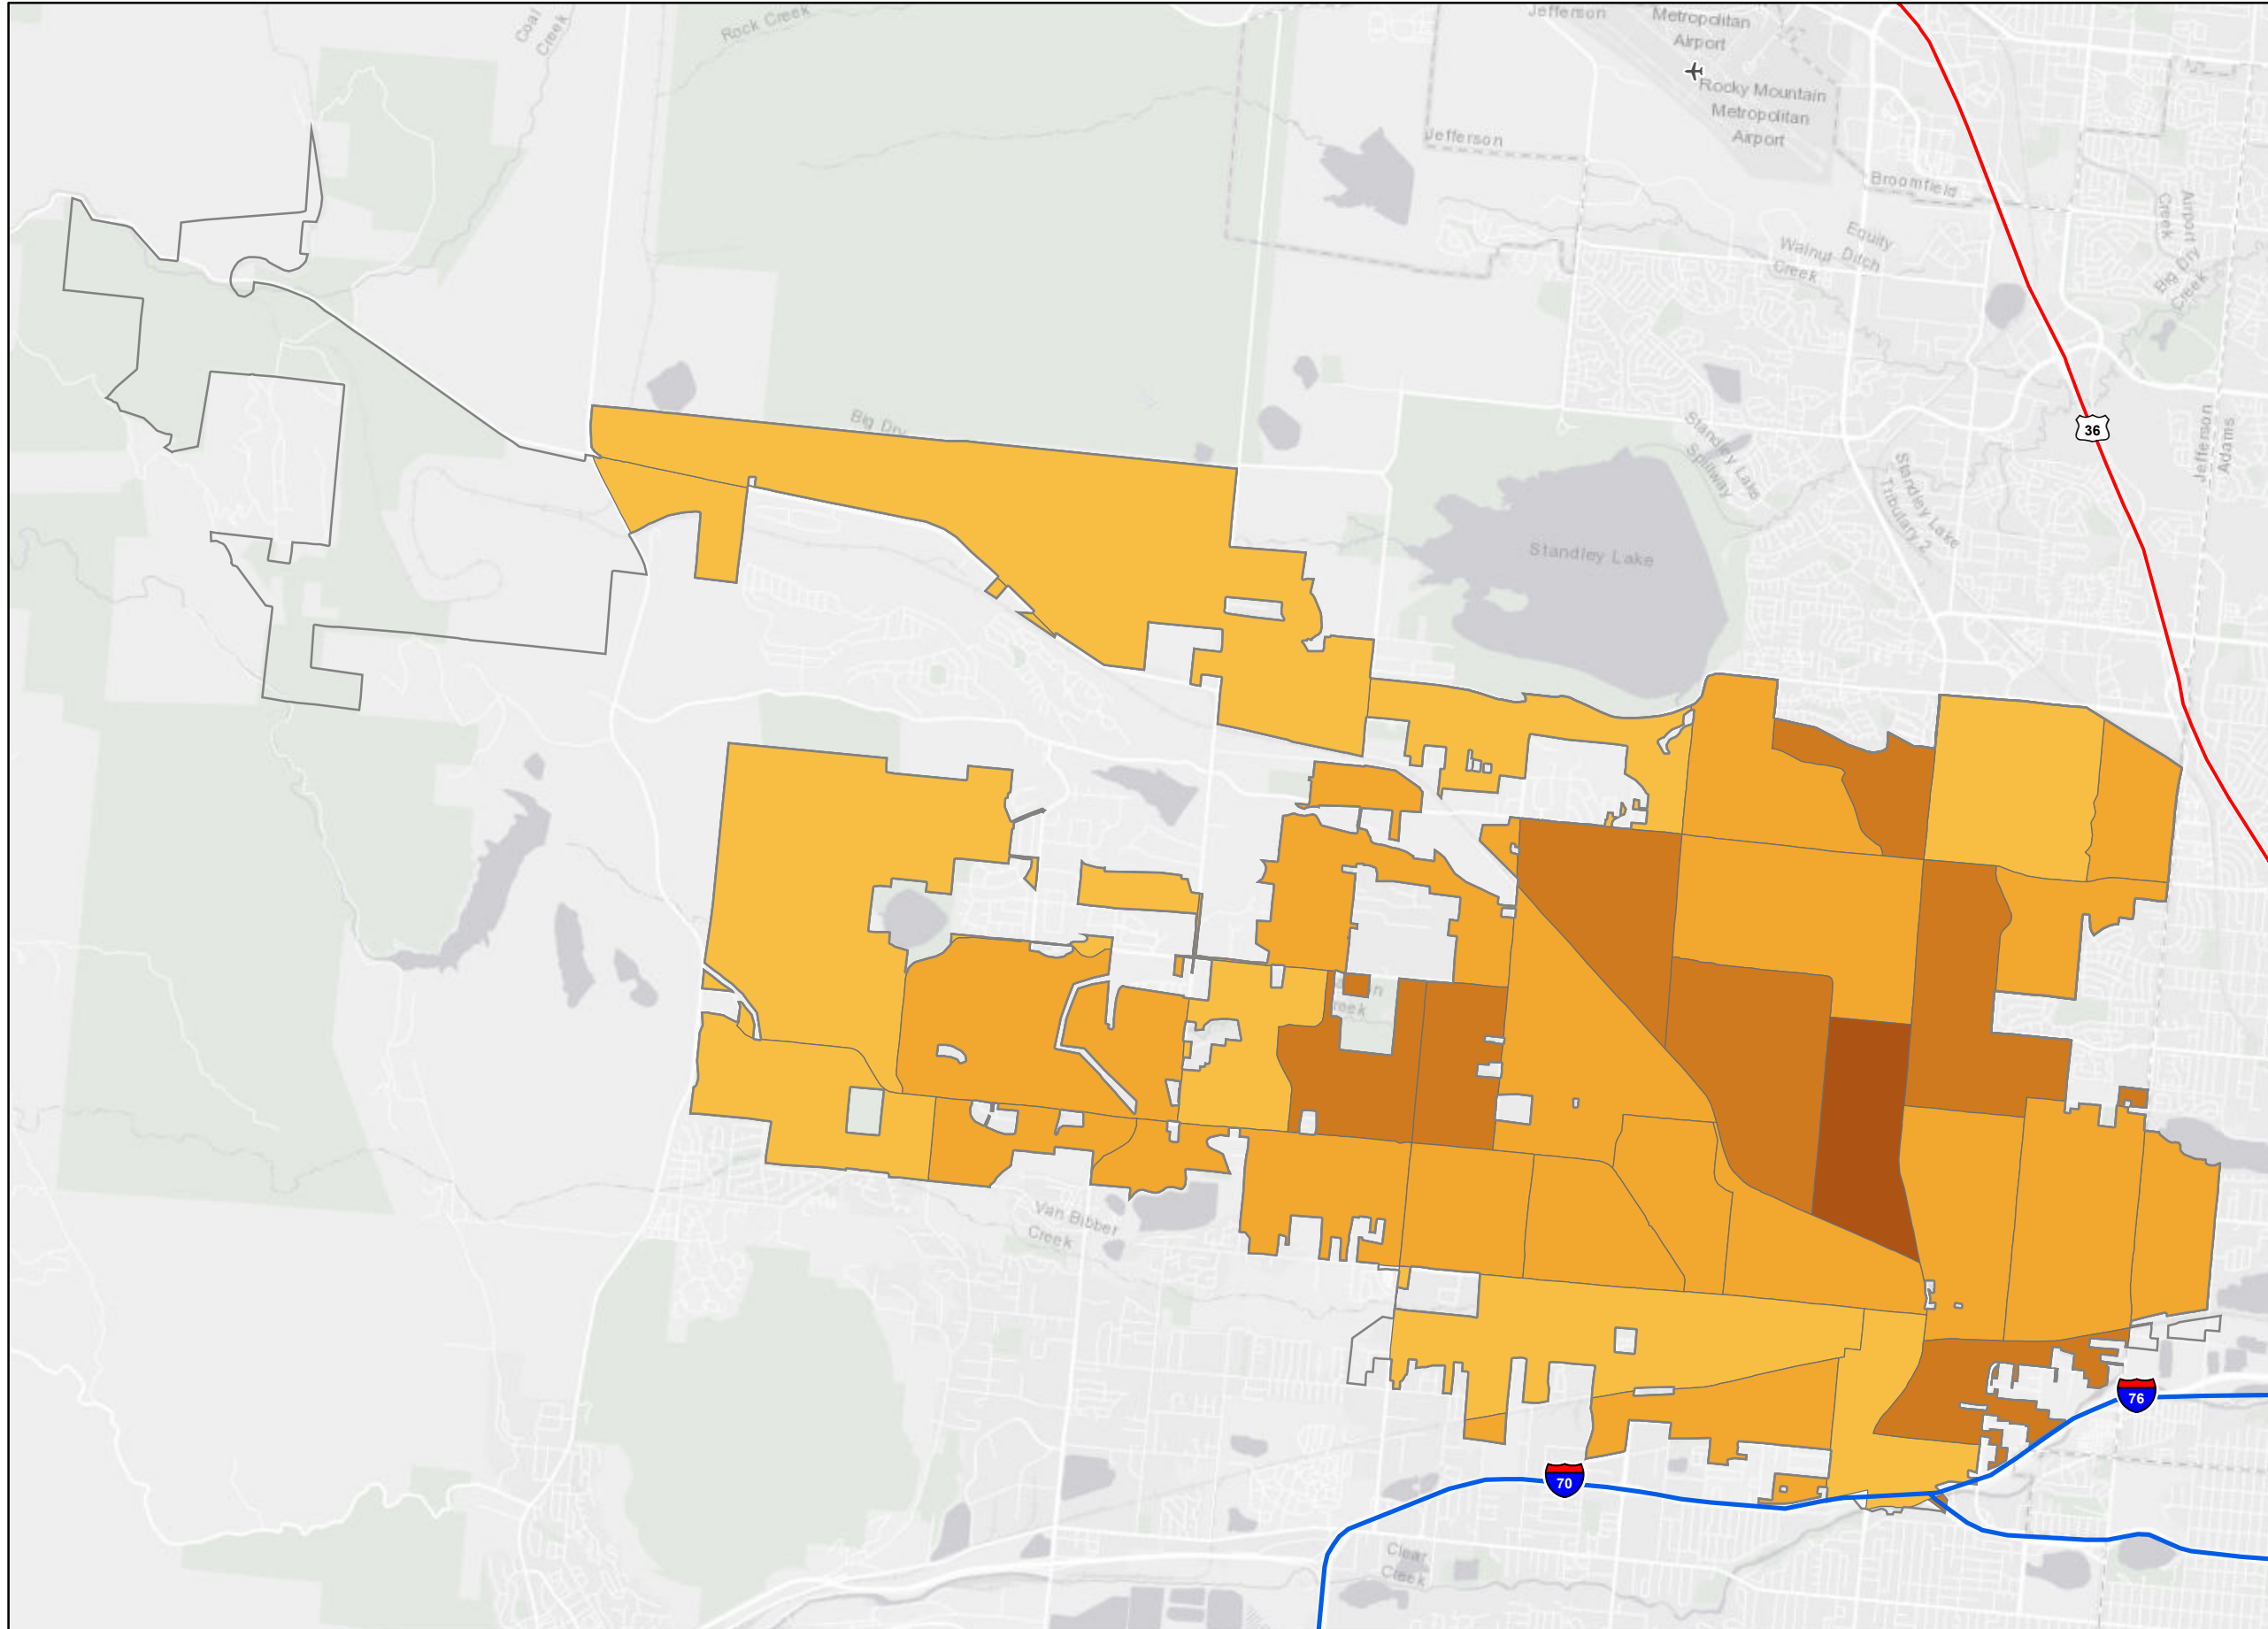 Coal
Creek
Rock Creek
Jefferson
Metropolitan
Airport
Rocky Mountain
Metropolitan
Airport
Jefferson
Broomfield
Airport
Creek
Big Dry
Creek
Equity
Ditch
Walnut
Creek
36
Jefferson
Adams
Big Dry
Standley Lake
Spillway
Standley Lake
Tributary 2
Standley Lake
Van Bibber
Creek
76
70
Clear
Creek